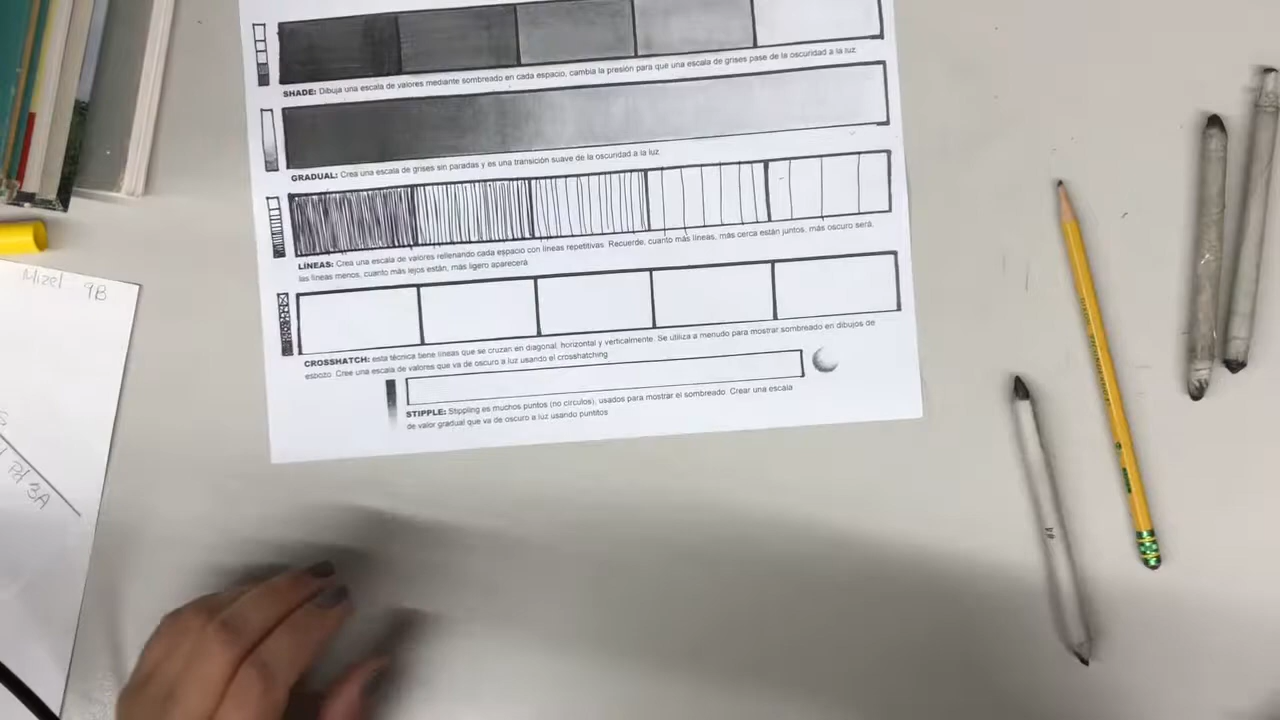 SHADE: Dibuja una escala de valores mediante sombreado en cada espacio, cambia la presión para que una escala de grises pase de la oscuridad a la luz.
GRADUAL: Crea una escala de grises sin paradas y es una transición suave de la oscuridad a la luz.
LÍNEAS: Crea una escala de valores rellenando cada espacio con líneas repetitivas. Recuerde, cuanto más líneas, más cerca están juntos, más oscuro será,
las líneas menos, cuanto más lejos están, más ligero aparecerá.
CROSSHATCH: esta técnica tiene líneas que se cruzan en diagonal, horizontal y verticalmente. Se utiliza a menudo para mostrar sombreado en dibujos de
esbozo. Cree una escala de valores que va de oscuro a luz usando el crosshatching
STIPPLE: Stippling es muchos puntos (no círculos), usados para mostrar el sombreado. Crear una escala
de valor gradual que va de oscuro a luz usando puntitos
Mizel 9B
Pd 3A